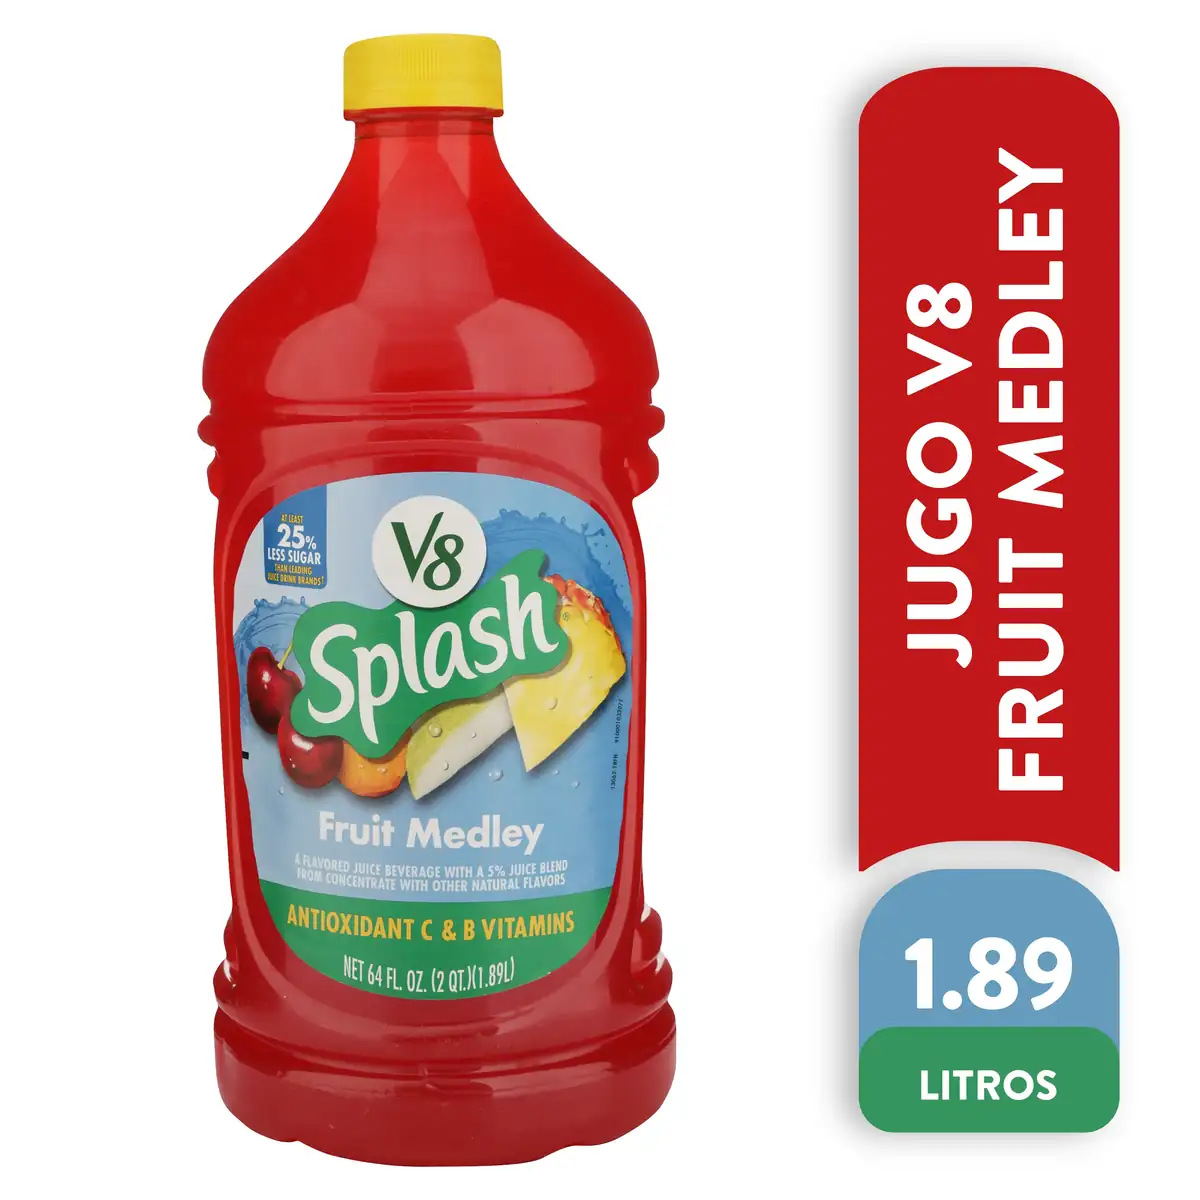 AT LEAST
25%
LESS SUGAR
THAN LEADING
JUICE DRINK BRANDS†
V8
Splash
Fruit Medley
A FLAVORED JUICE BEVERAGE WITH A 5% JUICE BLEND
FROM CONCENTRATE WITH OTHER NATURAL FLAVORS
ANTIOXIDANT C & B VITAMINS
NET 64 FL. OZ. (2 QT.)(1.89L)
JUGO V8
FRUIT MEDLEY
1.89
LITROS